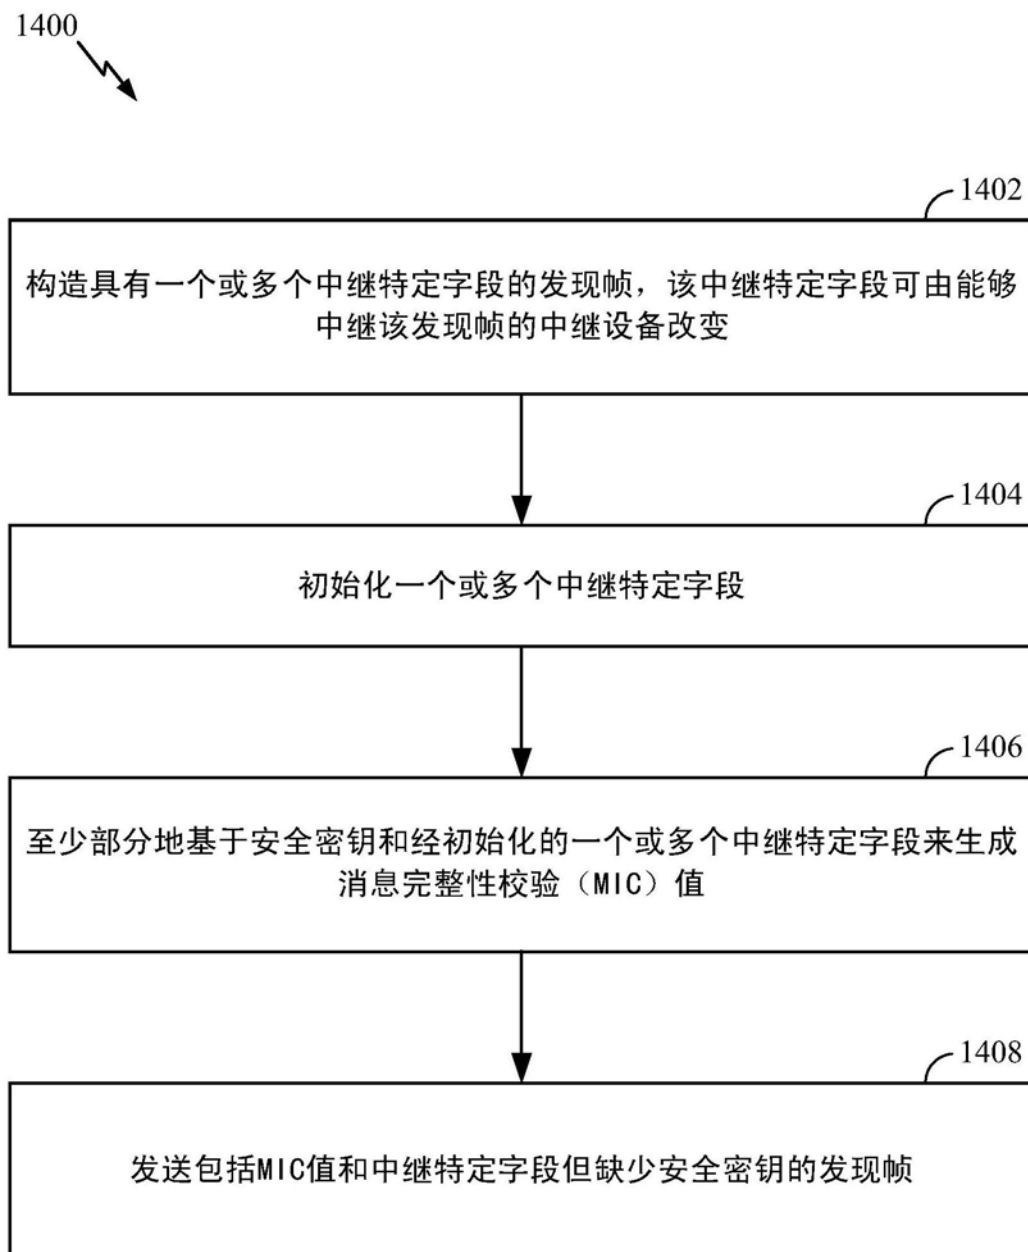 1400
1402
构造具有一个或多个中继特定字段的发现帧，该中继特定字段可由能够
中继该发现帧的中继设备改变
1404
初始化一个或多个中继特定字段
1406
至少部分地基于安全密钥和经初始化的一个或多个中继特定字段来生成
消息完整性校验（MIC）值
1408
发送包括MIC值和中继特定字段但缺少安全密钥的发现帧